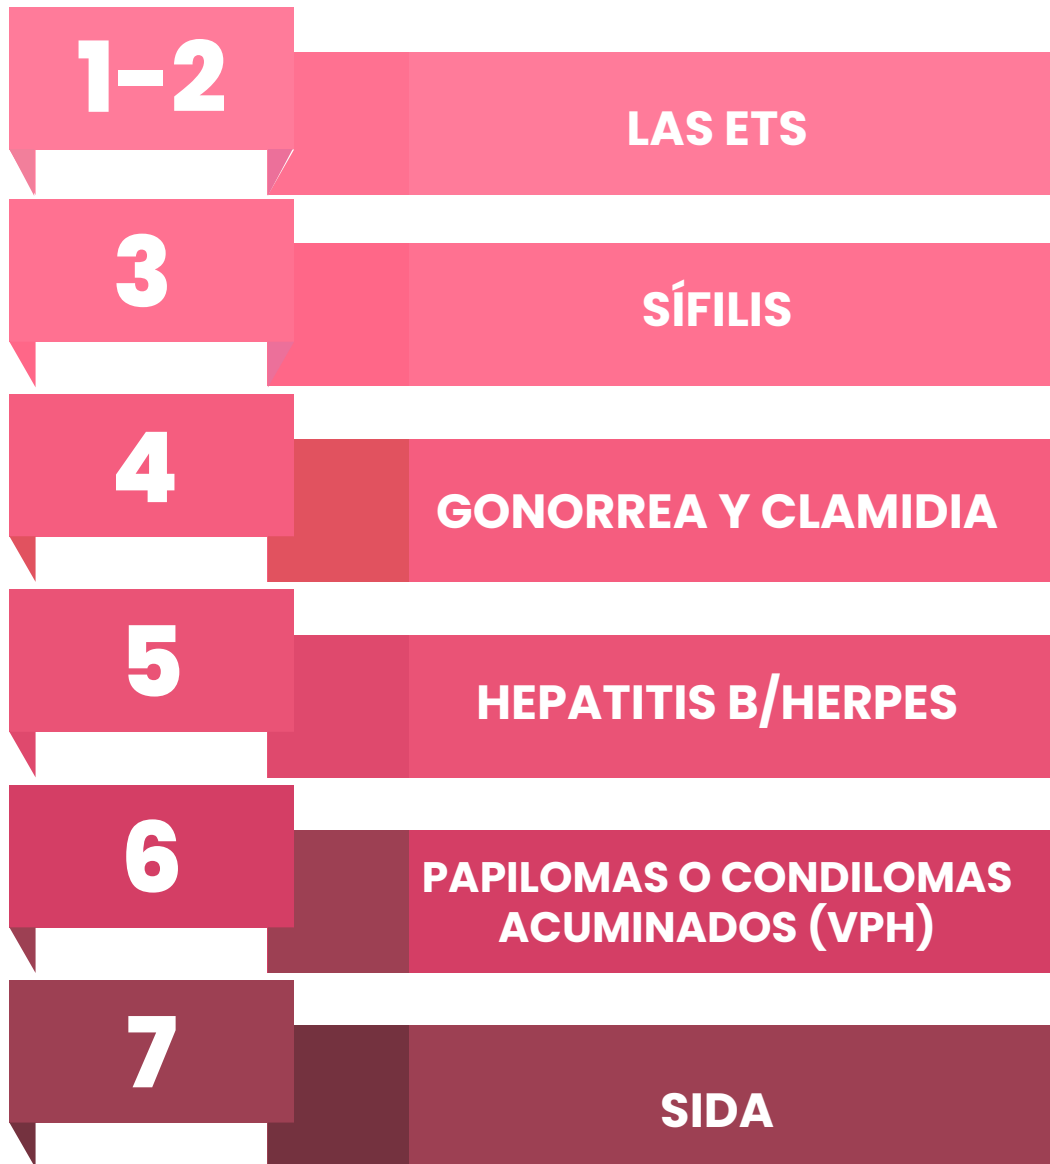 1-2
LAS ETS
3
SÍFILIS
4
GONORREA Y CLAMIDIA
5
HEPATITIS B/HERPES
6
PAPILOMAS O CONDILOMAS
ACUMINADOS (VPH)
7
SIDA